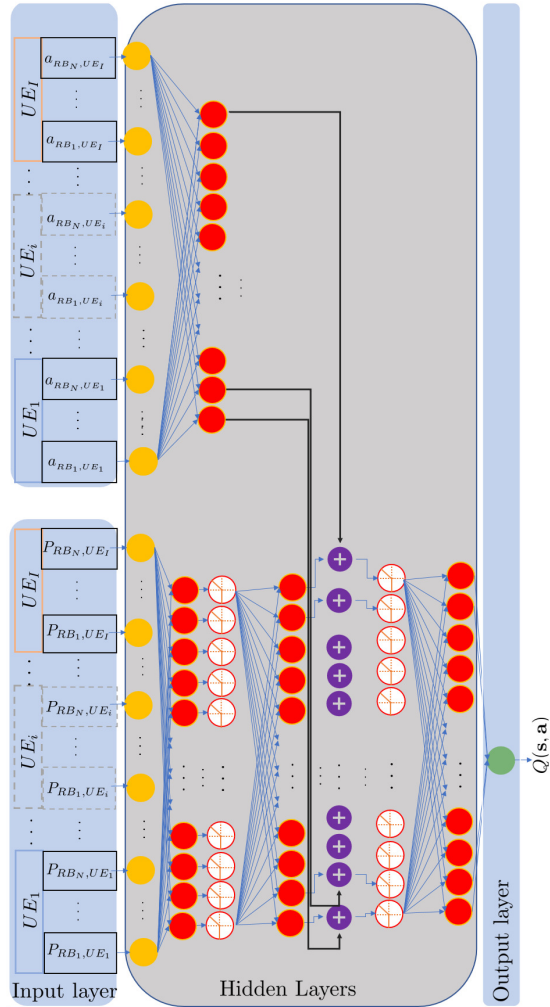 UE_I
a_{RB_N,UE_I}
...
a_{RB_1,UE_I}
...
UE_i
a_{RB_N,UE_i}
...
a_{RB_1,UE_i}
...
UE_1
a_{RB_N,UE_1}
...
a_{RB_1,UE_1}
UE_I
P_{RB_N,UE_I}
...
P_{RB_1,UE_I}
...
UE_i
P_{RB_N,UE_i}
...
P_{RB_1,UE_i}
...
UE_1
P_{RB_N,UE_1}
...
P_{RB_1,UE_1}
Input layer
Hidden Layers
Output layer
Q(s, a)